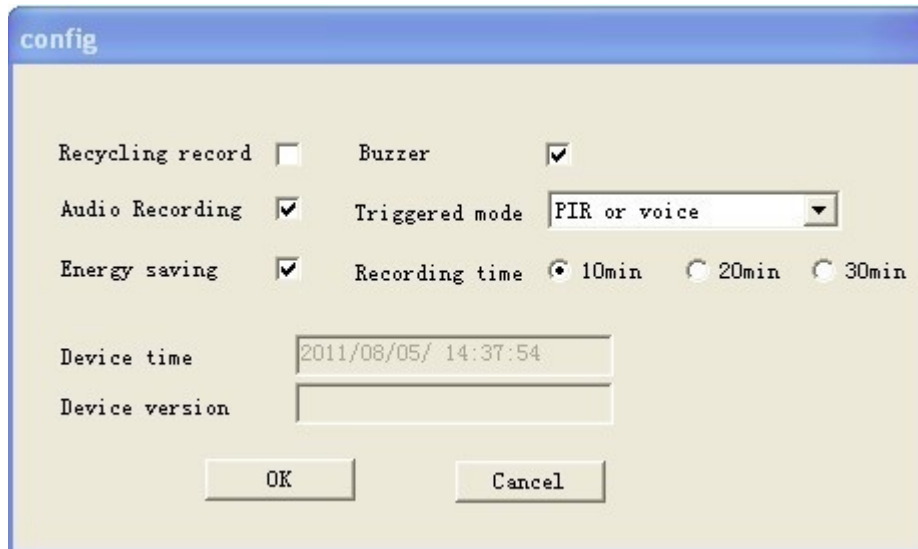 config
Recycling record Buzzer
Audio Recording Triggered mode PIR or voice
Energy saving Recording time 10min 20min 30min
Device time 2011/08/05/ 14:37:54
Device version
OK Cancel